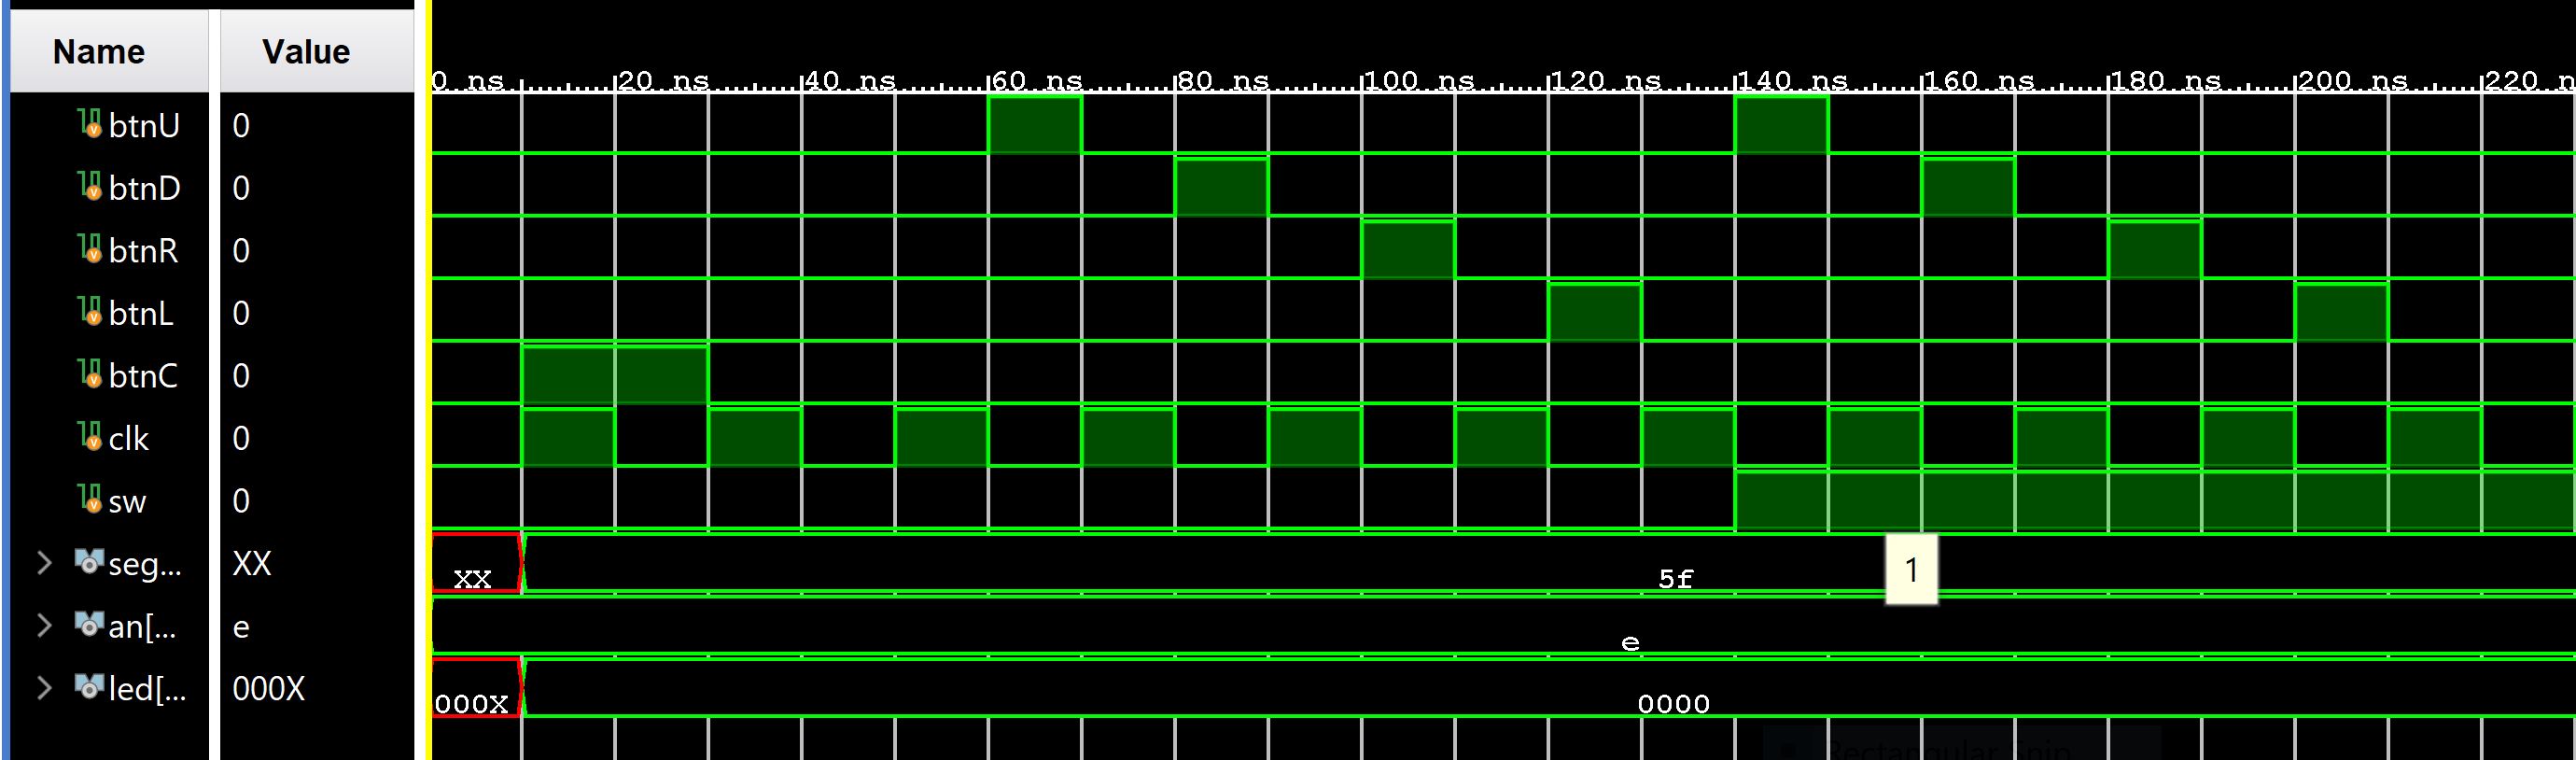 Name Value
0 ns 20 ns 40 ns 60 ns 80 ns 100 ns 120 ns 140 ns 160 ns 180 ns 200 ns 220 n
btnU 0
btnD 0
btnR 0
btnL 0
btnC 0
clk 0
sw 0
seg... XX XX 5f 1
an[... e e
led[... 000X 000X 0000
Rectangular Snip